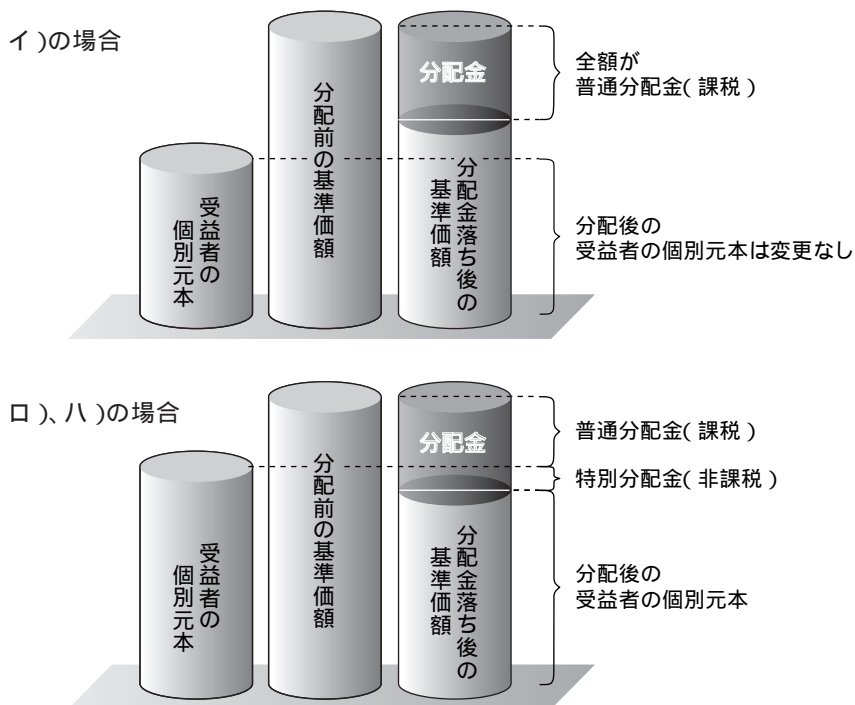 イ)の場合
受益者の
個別元本
分配前の基準価額
分配金
分配金落ち後の
基準価額
全額が
普通分配金(課税)
分配後の
受益者の個別元本は変更なし
ロ)、ハ)の場合
受益者の
個別元本
分配前の基準価額
分配金
分配金落ち後の
基準価額
普通分配金(課税)
特別分配金(非課税)
分配後の
受益者の個別元本